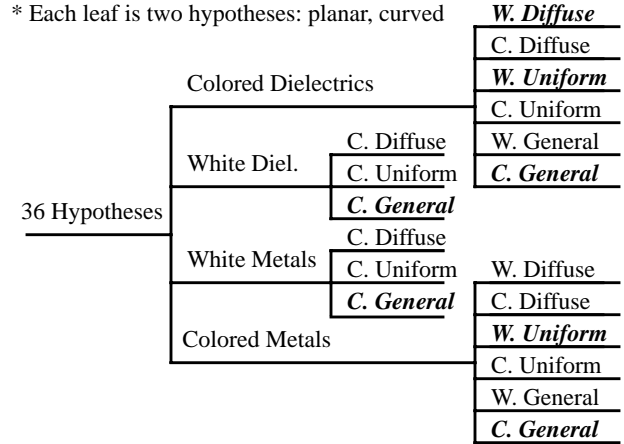 * Each leaf is two hypotheses: planar, curved
36 Hypotheses
Colored Dielectrics
W. Diffuse
C. Diffuse
W. Uniform
C. Uniform
W. General
C. General
White Diel.
C. Diffuse
C. Uniform
C. General
White Metals
C. Diffuse
C. Uniform
C. General
Colored Metals
W. Diffuse
C. Diffuse
W. Uniform
C. Uniform
W. General
C. General